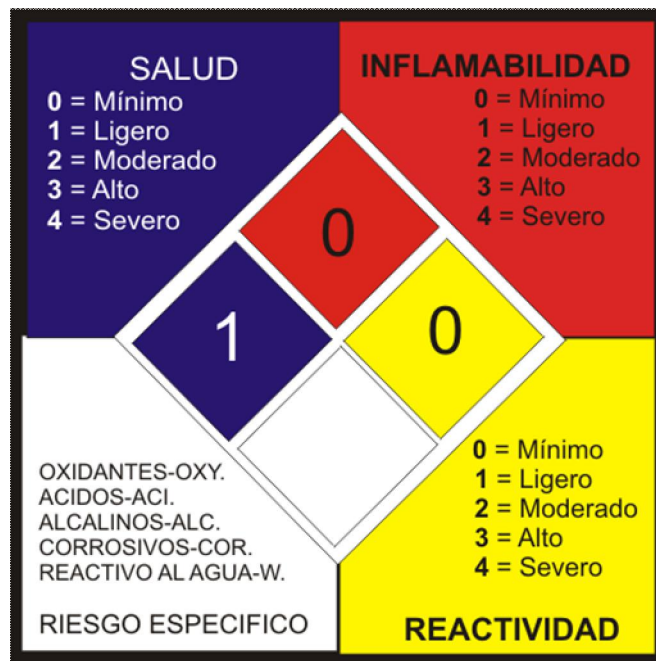 SALUD
0 = Mínimo
1 = Ligero
2 = Moderado
3 = Alto
4 = Severo
INFLAMABILIDAD
0 = Mínimo
1 = Ligero
2 = Moderado
3 = Alto
4 = Severo
0
1
0
OXIDANTES-OXY.
ACIDOS-ACI.
ALCALINOS-ALC.
CORROSIVOS-COR.
REACTIVO AL AGUA-W.
RIESGO ESPECIFICO
0 = Mínimo
1 = Ligero
2 = Moderado
3 = Alto
4 = Severo
REACTIVIDAD